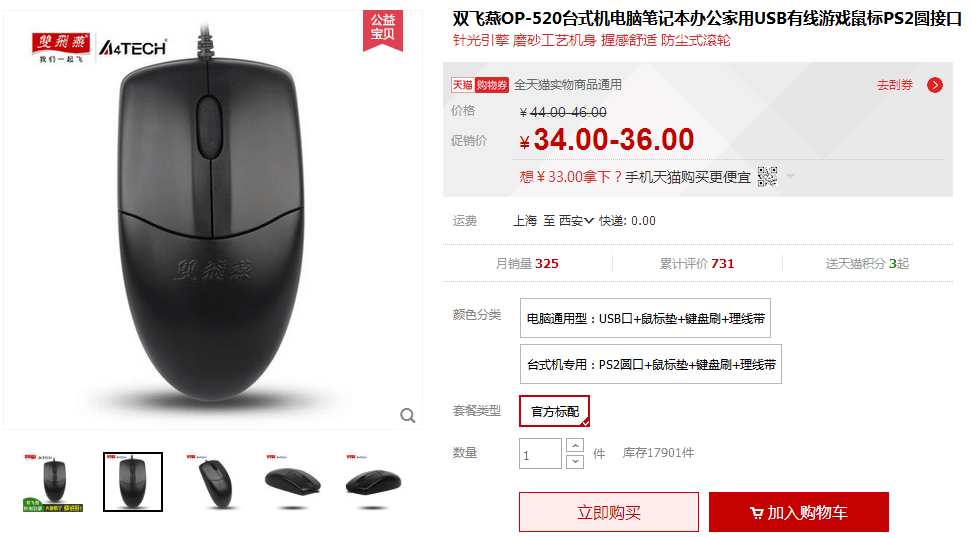 双飞燕OP-520台式机电脑笔记本办公家用USB有线游戏鼠标PS2圆接口
针光引擎 磨砂工艺机身 握感舒适 防尘式滚轮
雙飛燕 A4TECH
我们一起飞
公益
宝贝
雙飛燕
天猫 购物券 全天猫实物商品通用 去刮券
价格 ¥ 44.00-46.00
促销价 ¥ 34.00-36.00
想¥33.00拿下?手机天猫购买更便宜
运费 上海 至 西安 快递: 0.00
月销量 325 累计评价 731 送天猫积分 3起
颜色分类 电脑通用型:USB口+鼠标垫+键盘刷+理线带
台式机专用:PS2圆口+鼠标垫+键盘刷+理线带
套餐类型 官方标配
数量 1 件 库存17901件
立即购买 加入购物车